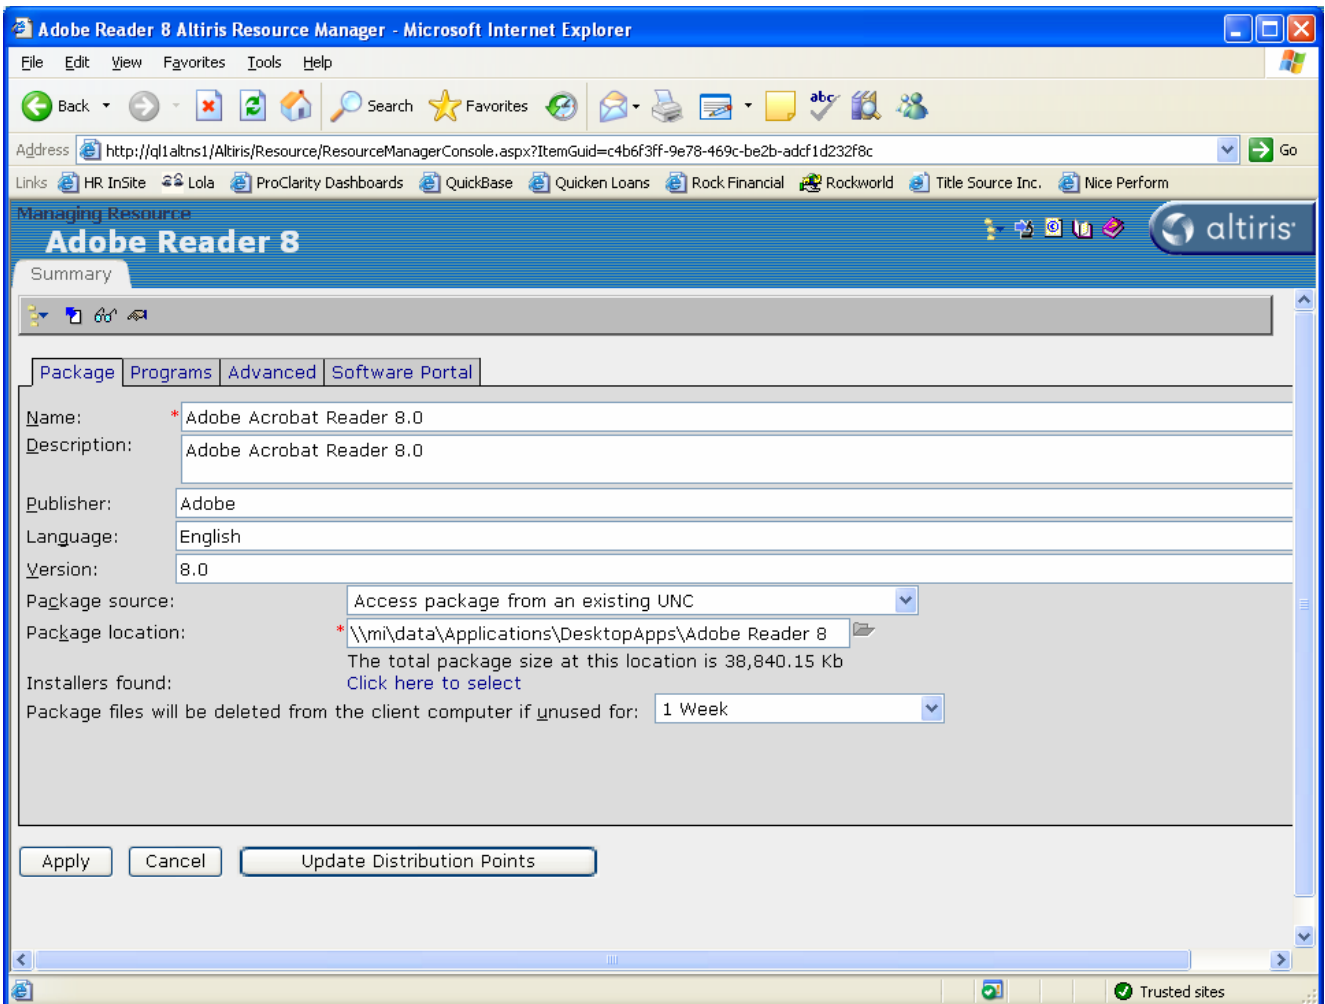 Adobe Reader 8 Altiris Resource Manager - Microsoft Internet Explorer
File Edit View Favorites Tools Help
Back Search Favorites abc
Address http://ql1altns1/Altiris/Resource/ResourceManagerConsole.aspx?ItemGuid=c4b6f3ff-9e78-469c-be2b-adcf1d232f8c Go
Links HR InSite Lola ProClarity Dashboards QuickBase Quicken Loans Rock Financial Rockworld Title Source Inc. Nice Perform
Managing Resource
Adobe Reader 8 altiris
Summary
Package Programs Advanced Software Portal
Name: * Adobe Acrobat Reader 8.0
Description: Adobe Acrobat Reader 8.0
Publisher: Adobe
Language: English
Version: 8.0
Package source: Access package from an existing UNC
Package location: * \\mi\data\Applications\DesktopApps\Adobe Reader 8
The total package size at this location is 38,840.15 Kb
Installers found: Click here to select
Package files will be deleted from the client computer if unused for: 1 Week
Apply Cancel Update Distribution Points
Trusted sites